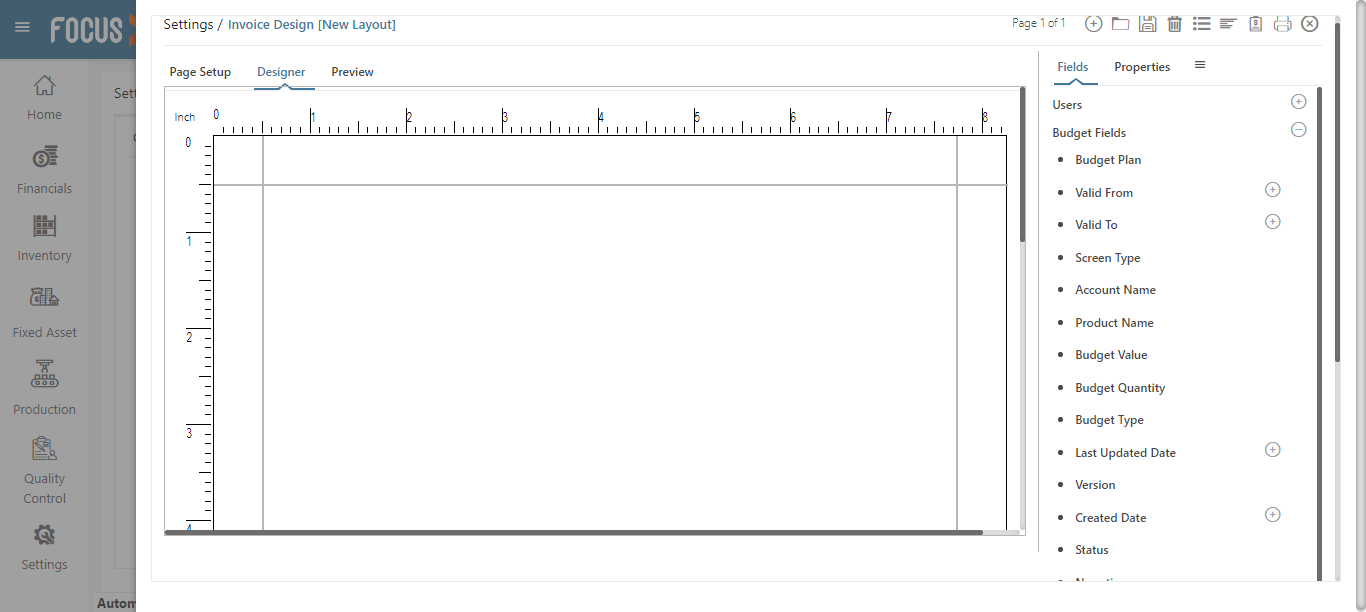 FOCUS
Settings / Invoice Design [New Layout]
Page 1 of 1
Home
Financials
Inventory
Fixed Asset
Production
Quality
Control
Settings
Sett
Autom
Page Setup
Designer
Preview
Inch
0 1 2 3 4 5 6 7 8
0
1
2
3
4
Fields
Properties
Users
Budget Fields
Budget Plan
Valid From
Valid To
Screen Type
Account Name
Product Name
Budget Value
Budget Quantity
Budget Type
Last Updated Date
Version
Created Date
Status